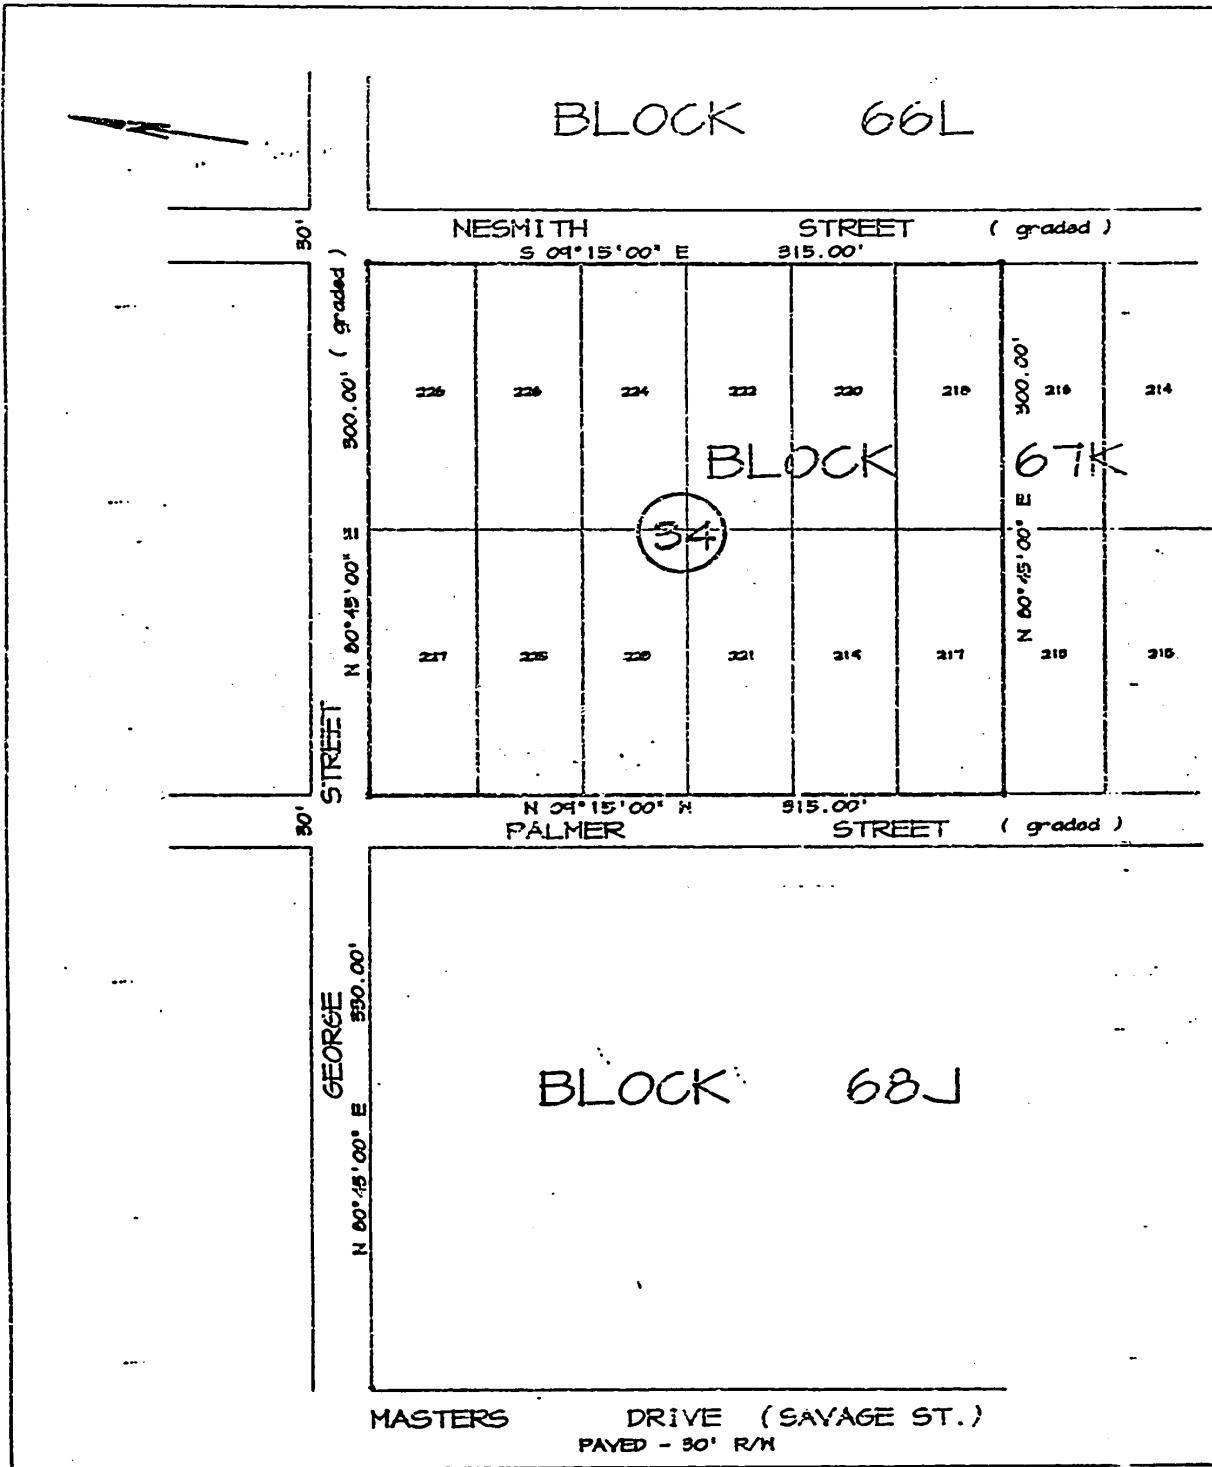 BLOCK 66L
30'
NESMITH STREET ( graded )
S 09°15'00" E 315.00'
N 80°45'00" E 300.00' ( graded )
226 226 224 222 220 218 216 214
BLOCK 67K
N 80°45'00" E 300.00'
34
227 225 221 217 215
STREET
30'
N 09°15'00" W 315.00'
PALMER STREET ( graded )
GEORGE
N 80°45'00" E 330.00'
BLOCK 68J
MASTERS DRIVE (SAVAGE ST.)
PAVED - 30' R/W